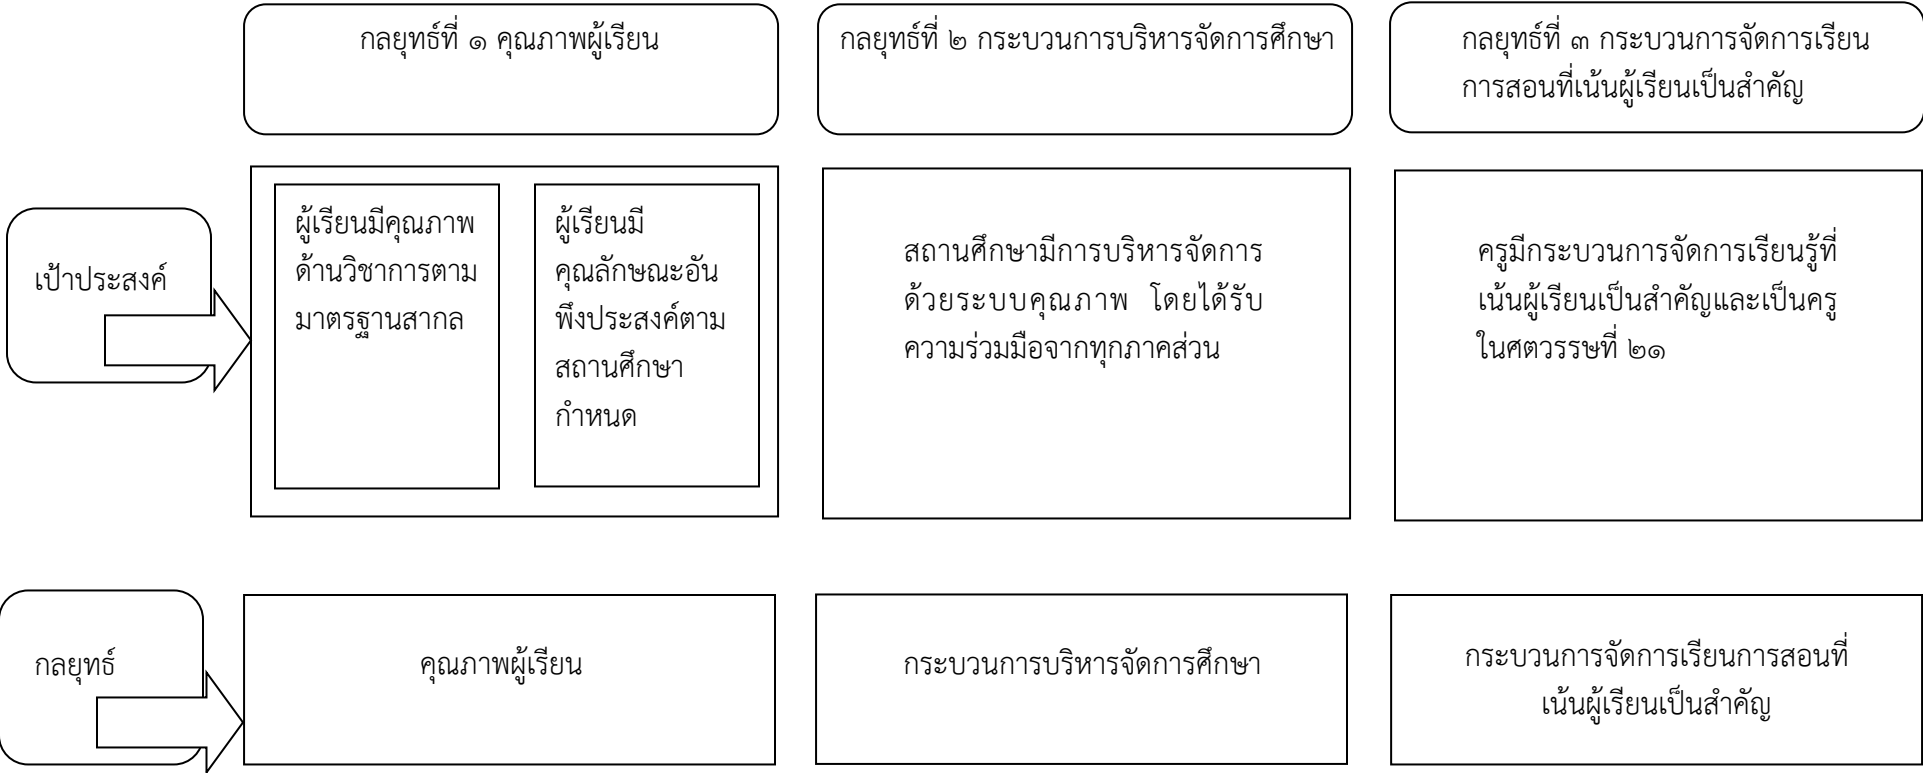 กลยุทธ์ที่ ๑ คุณภาพผู้เรียน
กลยุทธ์ที่ ๒ กระบวนการบริหารจัดการศึกษา
กลยุทธ์ที่ ๓ กระบวนการจัดการเรียน
การสอนที่เน้นผู้เรียนเป็นสำคัญ
เป้าประสงค์
ผู้เรียนมีคุณภาพ
ด้านวิชาการตาม
มาตรฐานสากล
ผู้เรียนมี
คุณลักษณะอัน
พึงประสงค์ตาม
สถานศึกษา
กำหนด
สถานศึกษามีการบริหารจัดการ
ด้วยระบบคุณภาพ โดยได้รับ
ความร่วมมือจากทุกภาคส่วน
ครูมีกระบวนการจัดการเรียนรู้ที่
เน้นผู้เรียนเป็นสำคัญและเป็นครู
ในศตวรรษที่ ๒๑
กลยุทธ์
คุณภาพผู้เรียน
กระบวนการบริหารจัดการศึกษา
กระบวนการจัดการเรียนการสอนที่
เน้นผู้เรียนเป็นสำคัญ